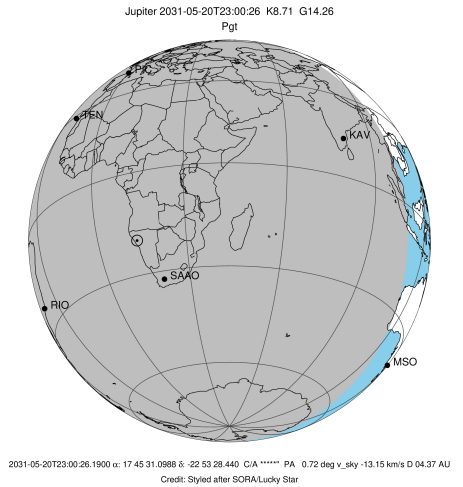 Jupiter 2031-05-20T23:00:26 K8.71 G14.26
Pgt
TEN
KAV
SAAO
RIO
MSO
2031-05-20T23:00:26.1900 α: 17 45 31.0988 δ: -22 53 28.440 C/A *****" PA 0.72 deg v_sky -13.15 km/s D 04.37 AU
Credit: Styled after SORA/Lucky Star